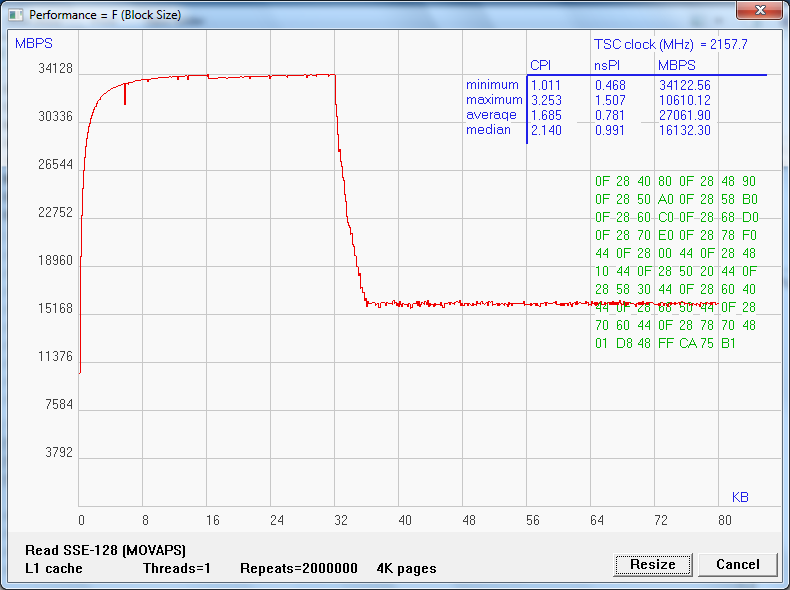 Performance = F (Block Size)
MBPS
TSC clock (MHz) = 2157.7
CPI nsPI MBPS
minimum 1.011 0.468 34122.56
maximum 3.253 1.507 10610.12
average 1.685 0.781 27061.90
median 2.140 0.991 16132.30
34128
30336
26544
22752
18960
15168
11376
7584
3792
0F 28 40 80 0F 28 48 90
0F 28 50 A0 0F 28 58 B0
0F 28 60 C0 0F 28 68 D0
0F 28 70 E0 0F 28 78 F0
44 0F 28 00 44 0F 28 48
10 44 0F 28 50 20 44 0F
28 58 30 44 0F 28 60 40
44 0F 28 68 50 44 0F 28
70 60 44 0F 28 78 70 48
01 D8 48 FF CA 75 B1
KB
0 8 16 24 32 40 48 56 64 72 80
Read SSE-128 (MOVAPS)
L1 cache Threads=1 Repeats=2000000 4K pages
Resize Cancel